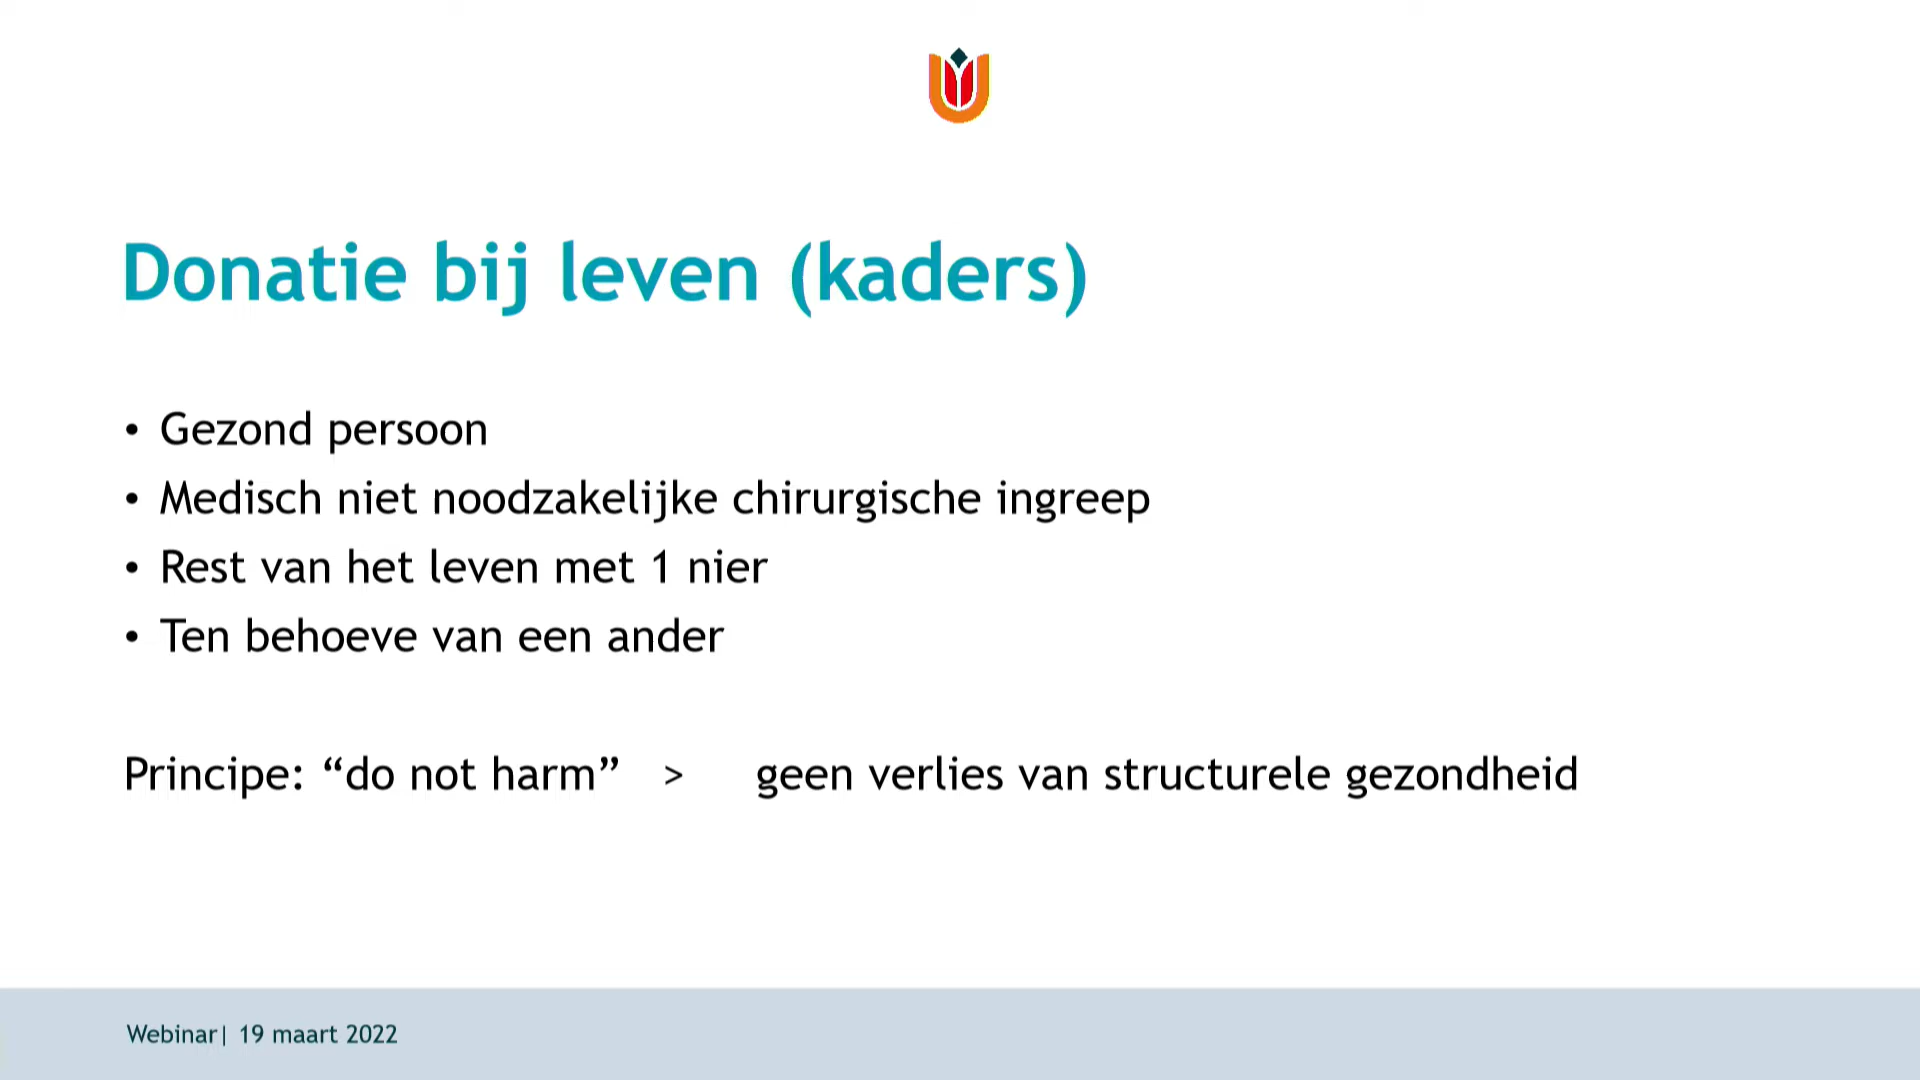 Donatie bij leven (kaders)
• Gezond persoon
• Medisch niet noodzakelijke chirurgische ingreep
• Rest van het leven met 1 nier
• Ten behoeve van een ander
Principe: “do not harm” > geen verlies van structurele gezondheid
Webinar| 19 maart 2022